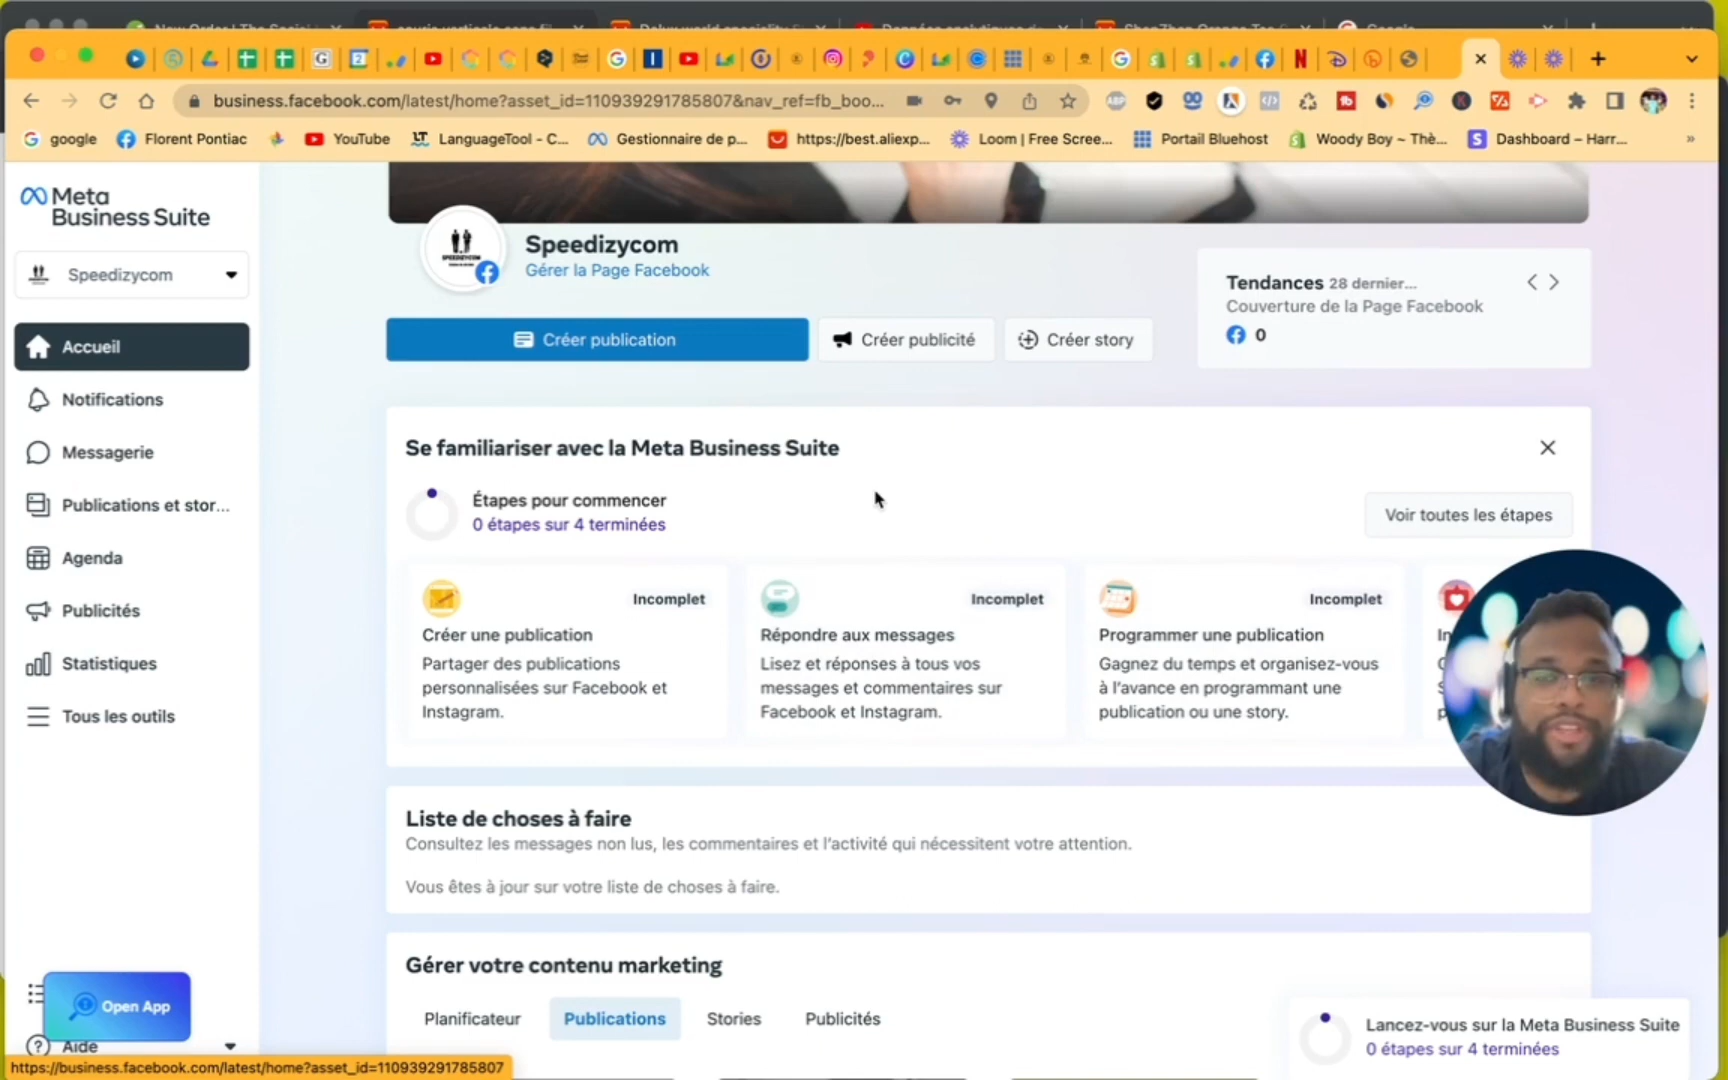 business.facebook.com/latest/home?asset_id=110939291785807&nav_ref=fb_boo...
google
Florent Pontiac
YouTube
LanguageTool - C...
Gestionnaire de p...
https://best.aliexp...
Loom | Free Scree...
Portail Bluehost
Woody Boy ~ Thè...
Dashboard – Harr...
»
Meta
Business Suite
Speedizycom
Accueil
Notifications
Messagerie
Publications et stor...
Agenda
Publicités
Statistiques
Tous les outils
Open App
Aide
https://business.facebook.com/latest/home?asset_id=110939291785807
Speedizycom
Gérer la Page Facebook
Créer publication
Créer publicité
Créer story
Tendances 28 dernier...
Couverture de la Page Facebook
0
Se familiariser avec la Meta Business Suite
Étapes pour commencer
0 étapes sur 4 terminées
Voir toutes les étapes
Incomplet
Créer une publication
Partager des publications
personnalisées sur Facebook et
Instagram.
Incomplet
Répondre aux messages
Lisez et réponses à tous vos
messages et commentaires sur
Facebook et Instagram.
Incomplet
Programmer une publication
Gagnez du temps et organisez-vous
à l'avance en programmant une
publication ou une story.
Liste de choses à faire
Consultez les messages non lus, les commentaires et l'activité qui nécessitent votre attention.
Vous êtes à jour sur votre liste de choses à faire.
Gérer votre contenu marketing
Planificateur
Publications
Stories
Publicités
Lancez-vous sur la Meta Business Suite
0 étapes sur 4 terminées